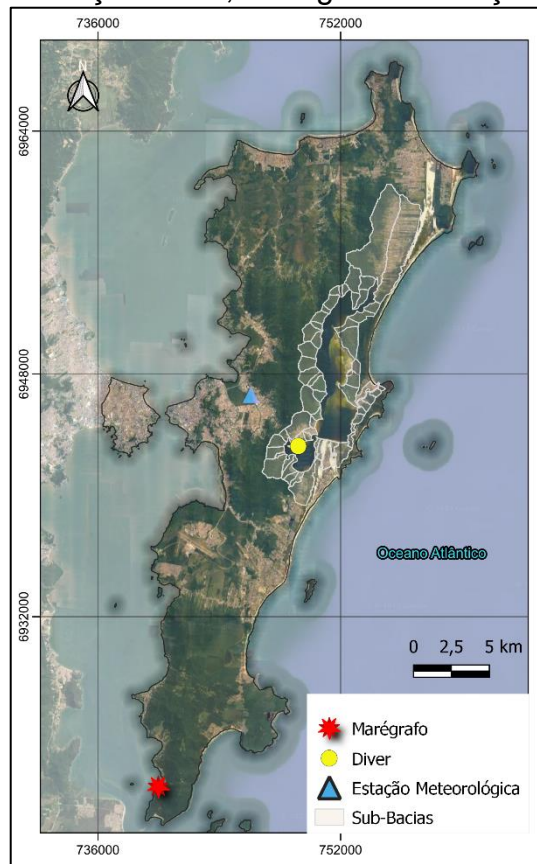 736000 752000
N
6964000
6948000
6932000
Oceano Atlântico
0 2,5 5 km
Marégrafo
Diver
Estação Meteorológica
Sub-Bacias
736000 752000